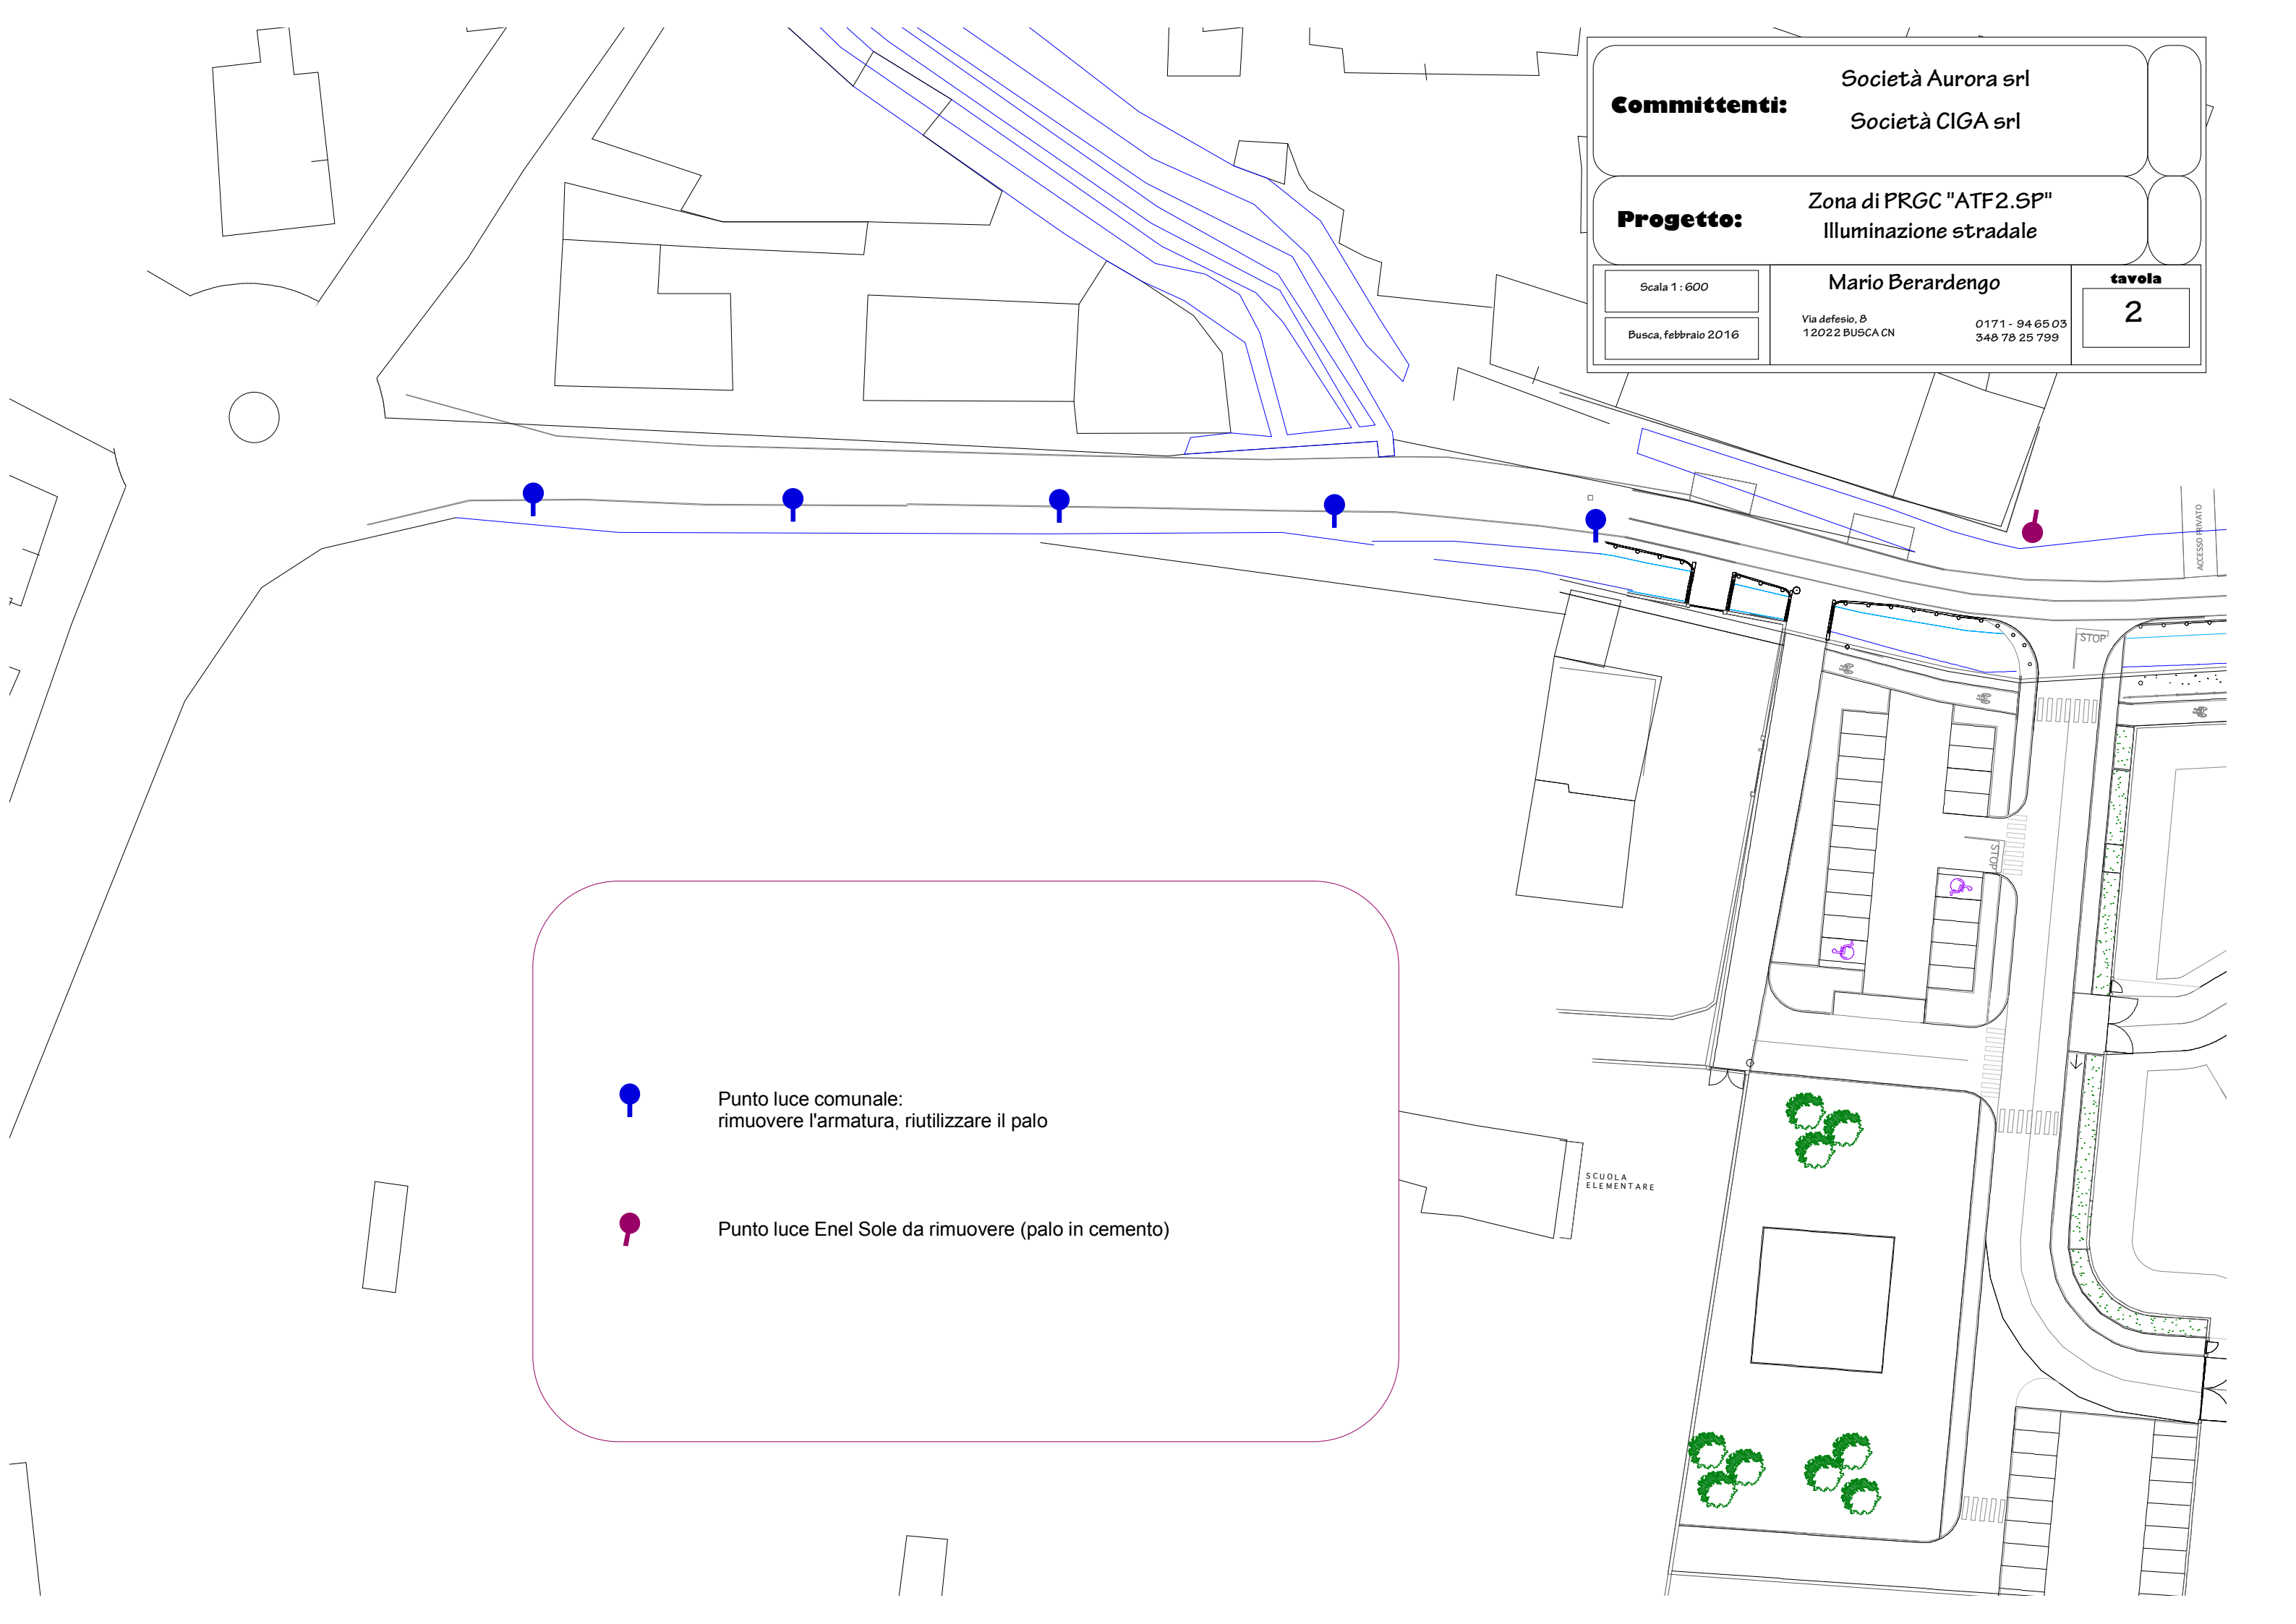 Committenti:
Società Aurora srl
Società CIGA srl
Progetto:
Zona di PRGC "ATF2.SP"
Illuminazione stradale
Scala 1 : 600
Busca, febbraio 2016
Mario Berardengo
Via defesio, 8
12022 BUSCA CN
0171 - 94 65 03
348 78 25 799
tavola
2
ACCESSO PRIVATO
STOP
STOP
Punto luce comunale:
rimuovere l'armatura, riutilizzare il palo
Punto luce Enel Sole da rimuovere (palo in cemento)
SCUOLA
ELEMENTARE